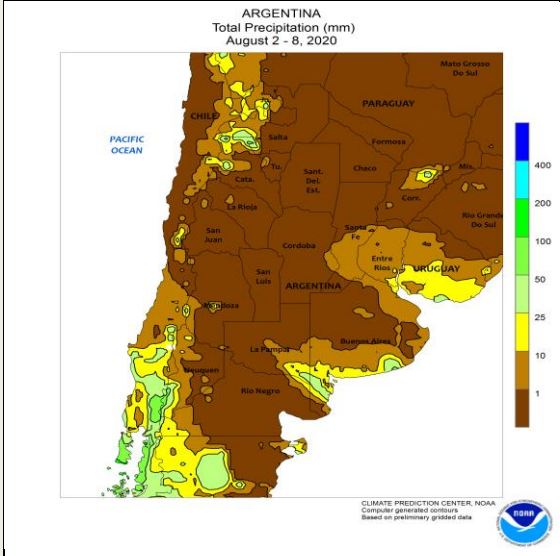 ARGENTINA
Total Precipitation (mm)
August 2 - 8, 2020
Mato Grosso
Do Sul
PARAGUAY
CHILE
PACIFIC
OCEAN
Salta
Formosa
Tu.
Chaco
Mis.
Cata.
Sant.
Del.
Est.
Corr.
La Rioja
Rio Grande
Do Sul
San
Juan
Santa
Fe
Cordoba
Entre
Rios
URUGUAY
San
Luis
ARGENTINA
Mendoza
Buenos Aires
La Pampa
Neuquen
Rio Negro
400
200
100
50
25
10
1
CLIMATE PREDICTION CENTER, NOAA
Computer generated contours
Based on preliminary gridded data
NOAA